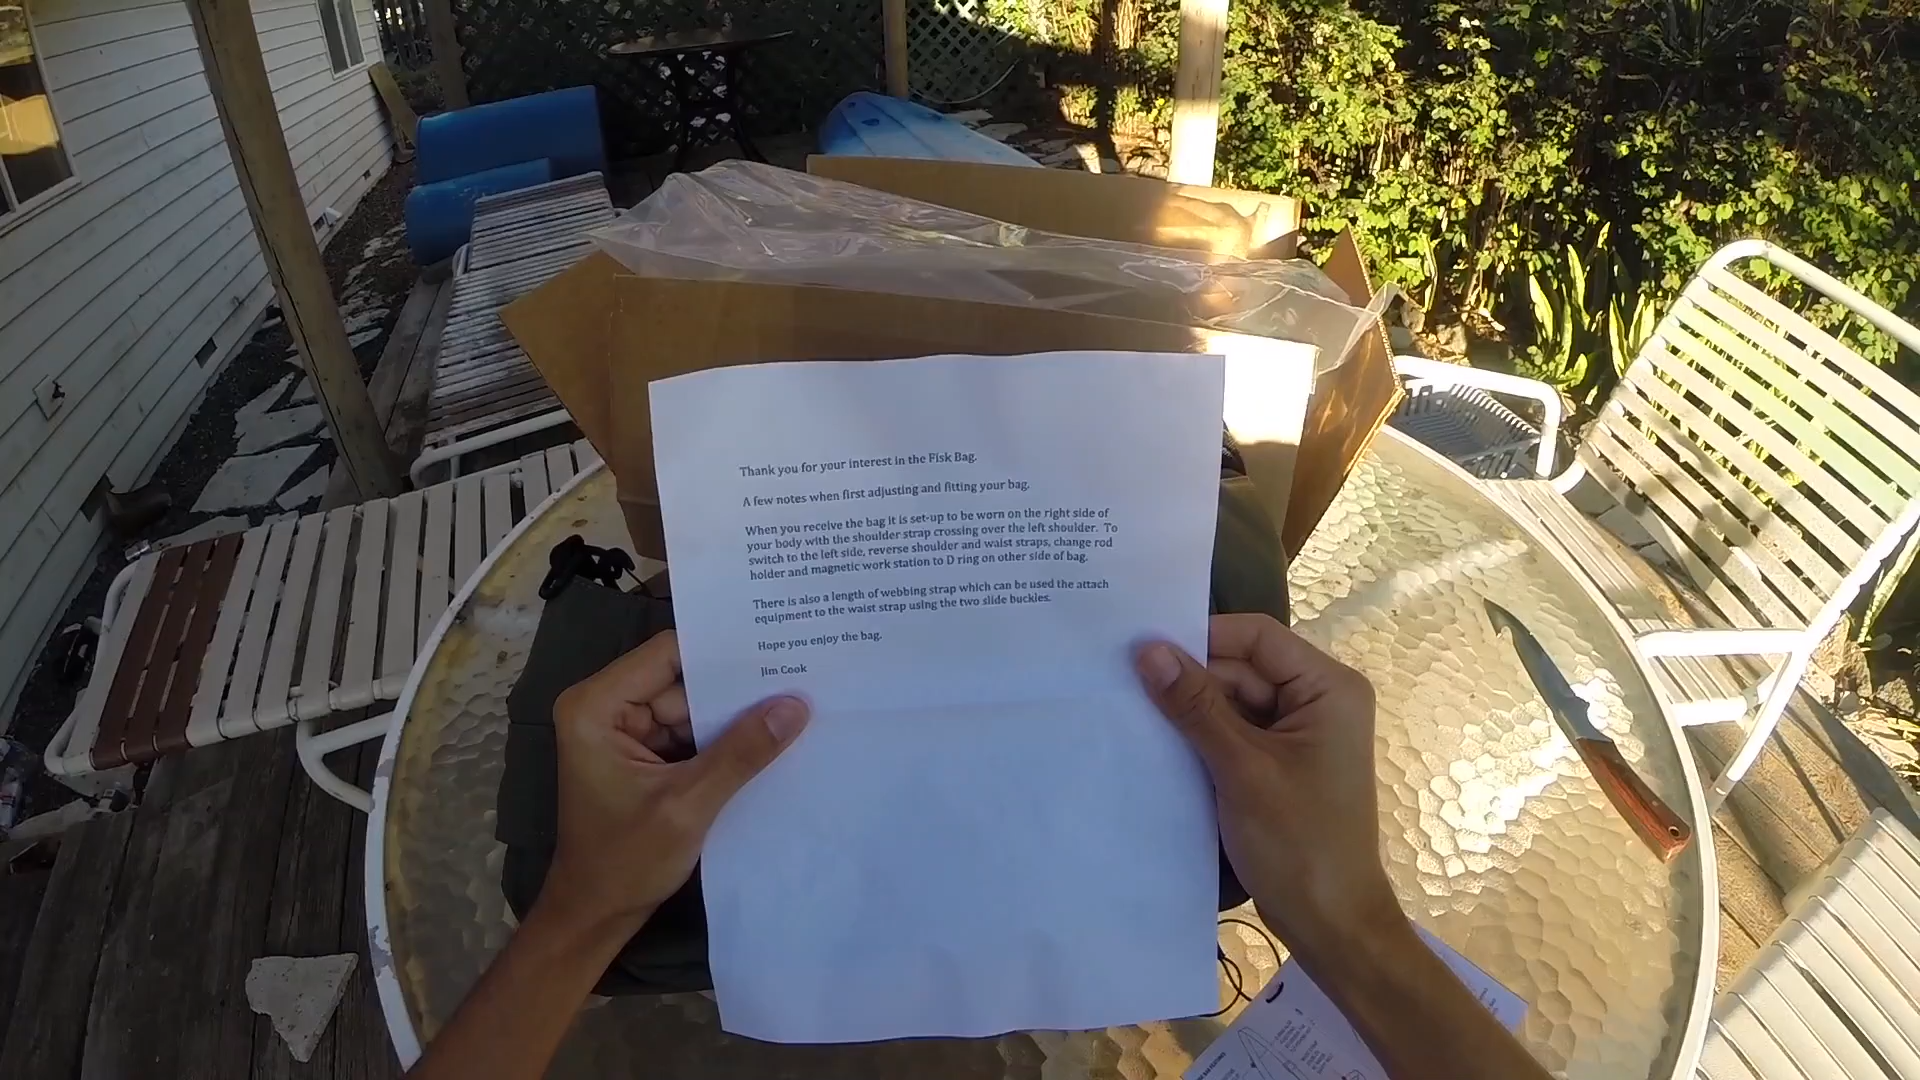 Thank you for your interest in the Fisk Bag.
A few notes when first adjusting and fitting your bag.
When you receive the bag it is set-up to be worn on the right side of
your body with the shoulder strap crossing over the left shoulder. To
switch to the left side, reverse shoulder and waist straps, change rod
holder and magnetic work station to D ring on other side of bag.
There is also a length of webbing strap which can be used the attach
equipment to the waist strap using the two slide buckles.
Hope you enjoy the bag.
Jim Cook